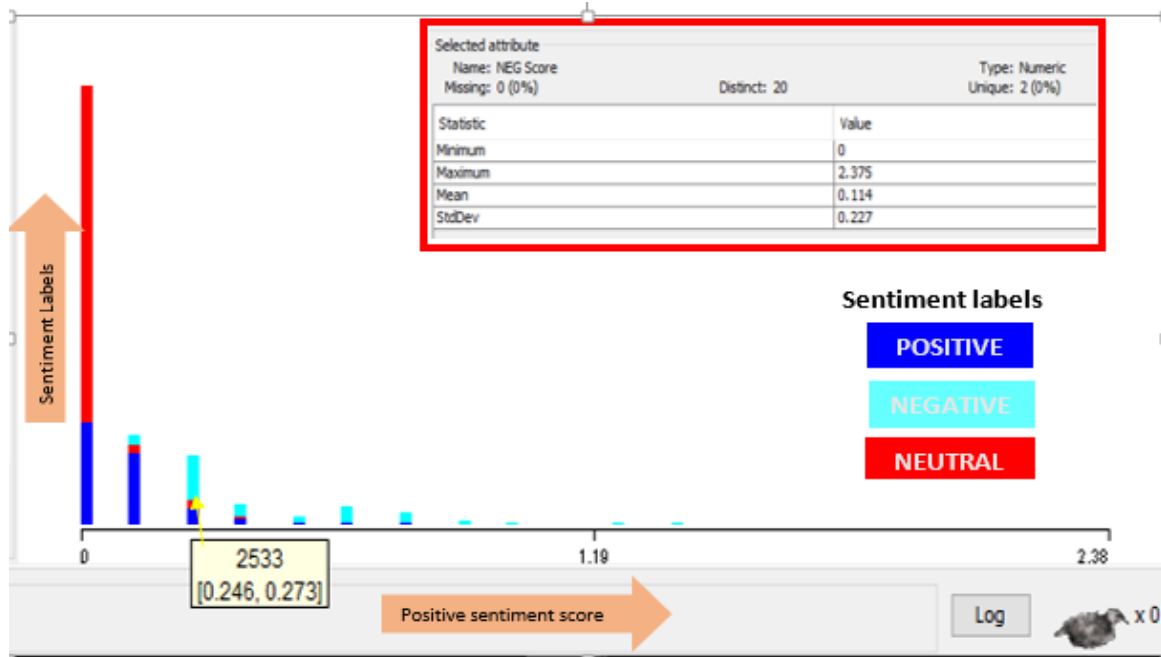 Selected attribute
Name: NEG Score Type: Numeric
Missing: 0 (0%) Distinct: 20 Unique: 2 (0%)
Statistic Value
Minimum 0
Maximum 2.375
Mean 0.114
StdDev 0.227
Sentiment Labels
Sentiment labels
POSITIVE
NEGATIVE
NEUTRAL
0 1.19 2.38
2533
[0.246, 0.273]
Positive sentiment score
Log
x 0